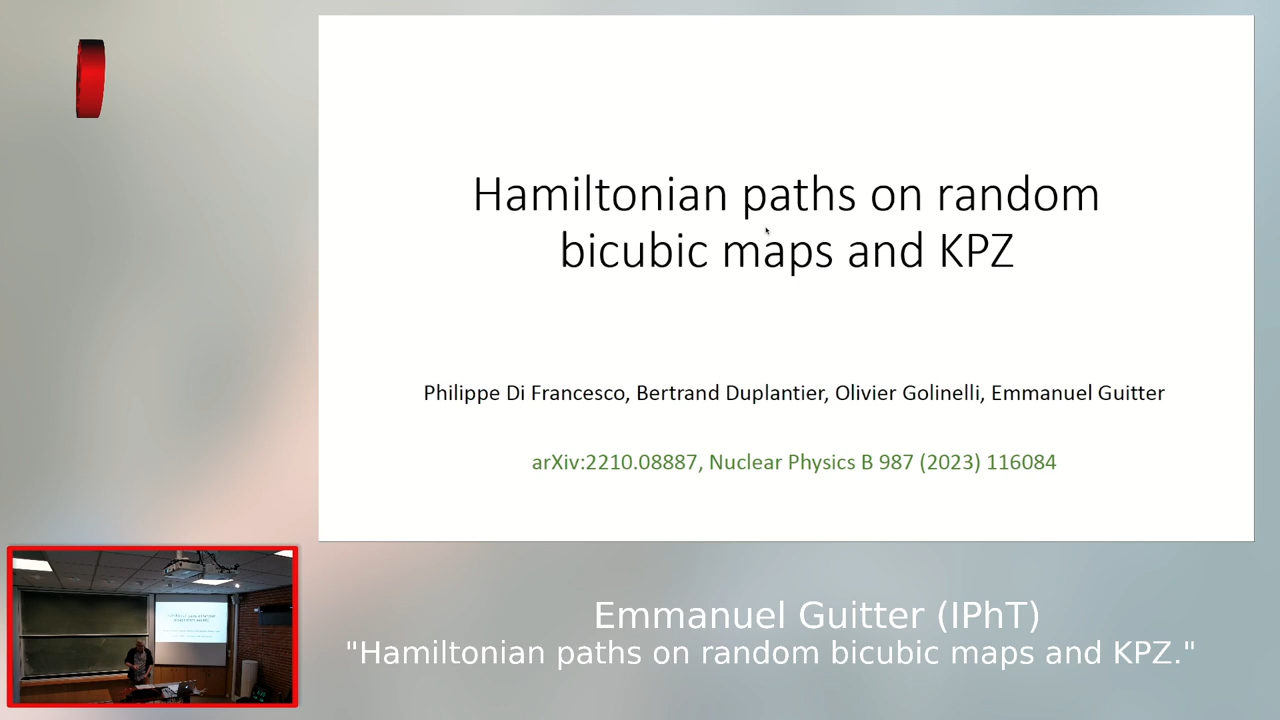 Hamiltonian paths on random
bicubic maps and KPZ
Philippe Di Francesco, Bertrand Duplantier, Olivier Golinelli, Emmanuel Guitter
arXiv:2210.08887, Nuclear Physics B 987 (2023) 116084
Emmanuel Guitter (IPhT)
"Hamiltonian paths on random bicubic maps and KPZ."